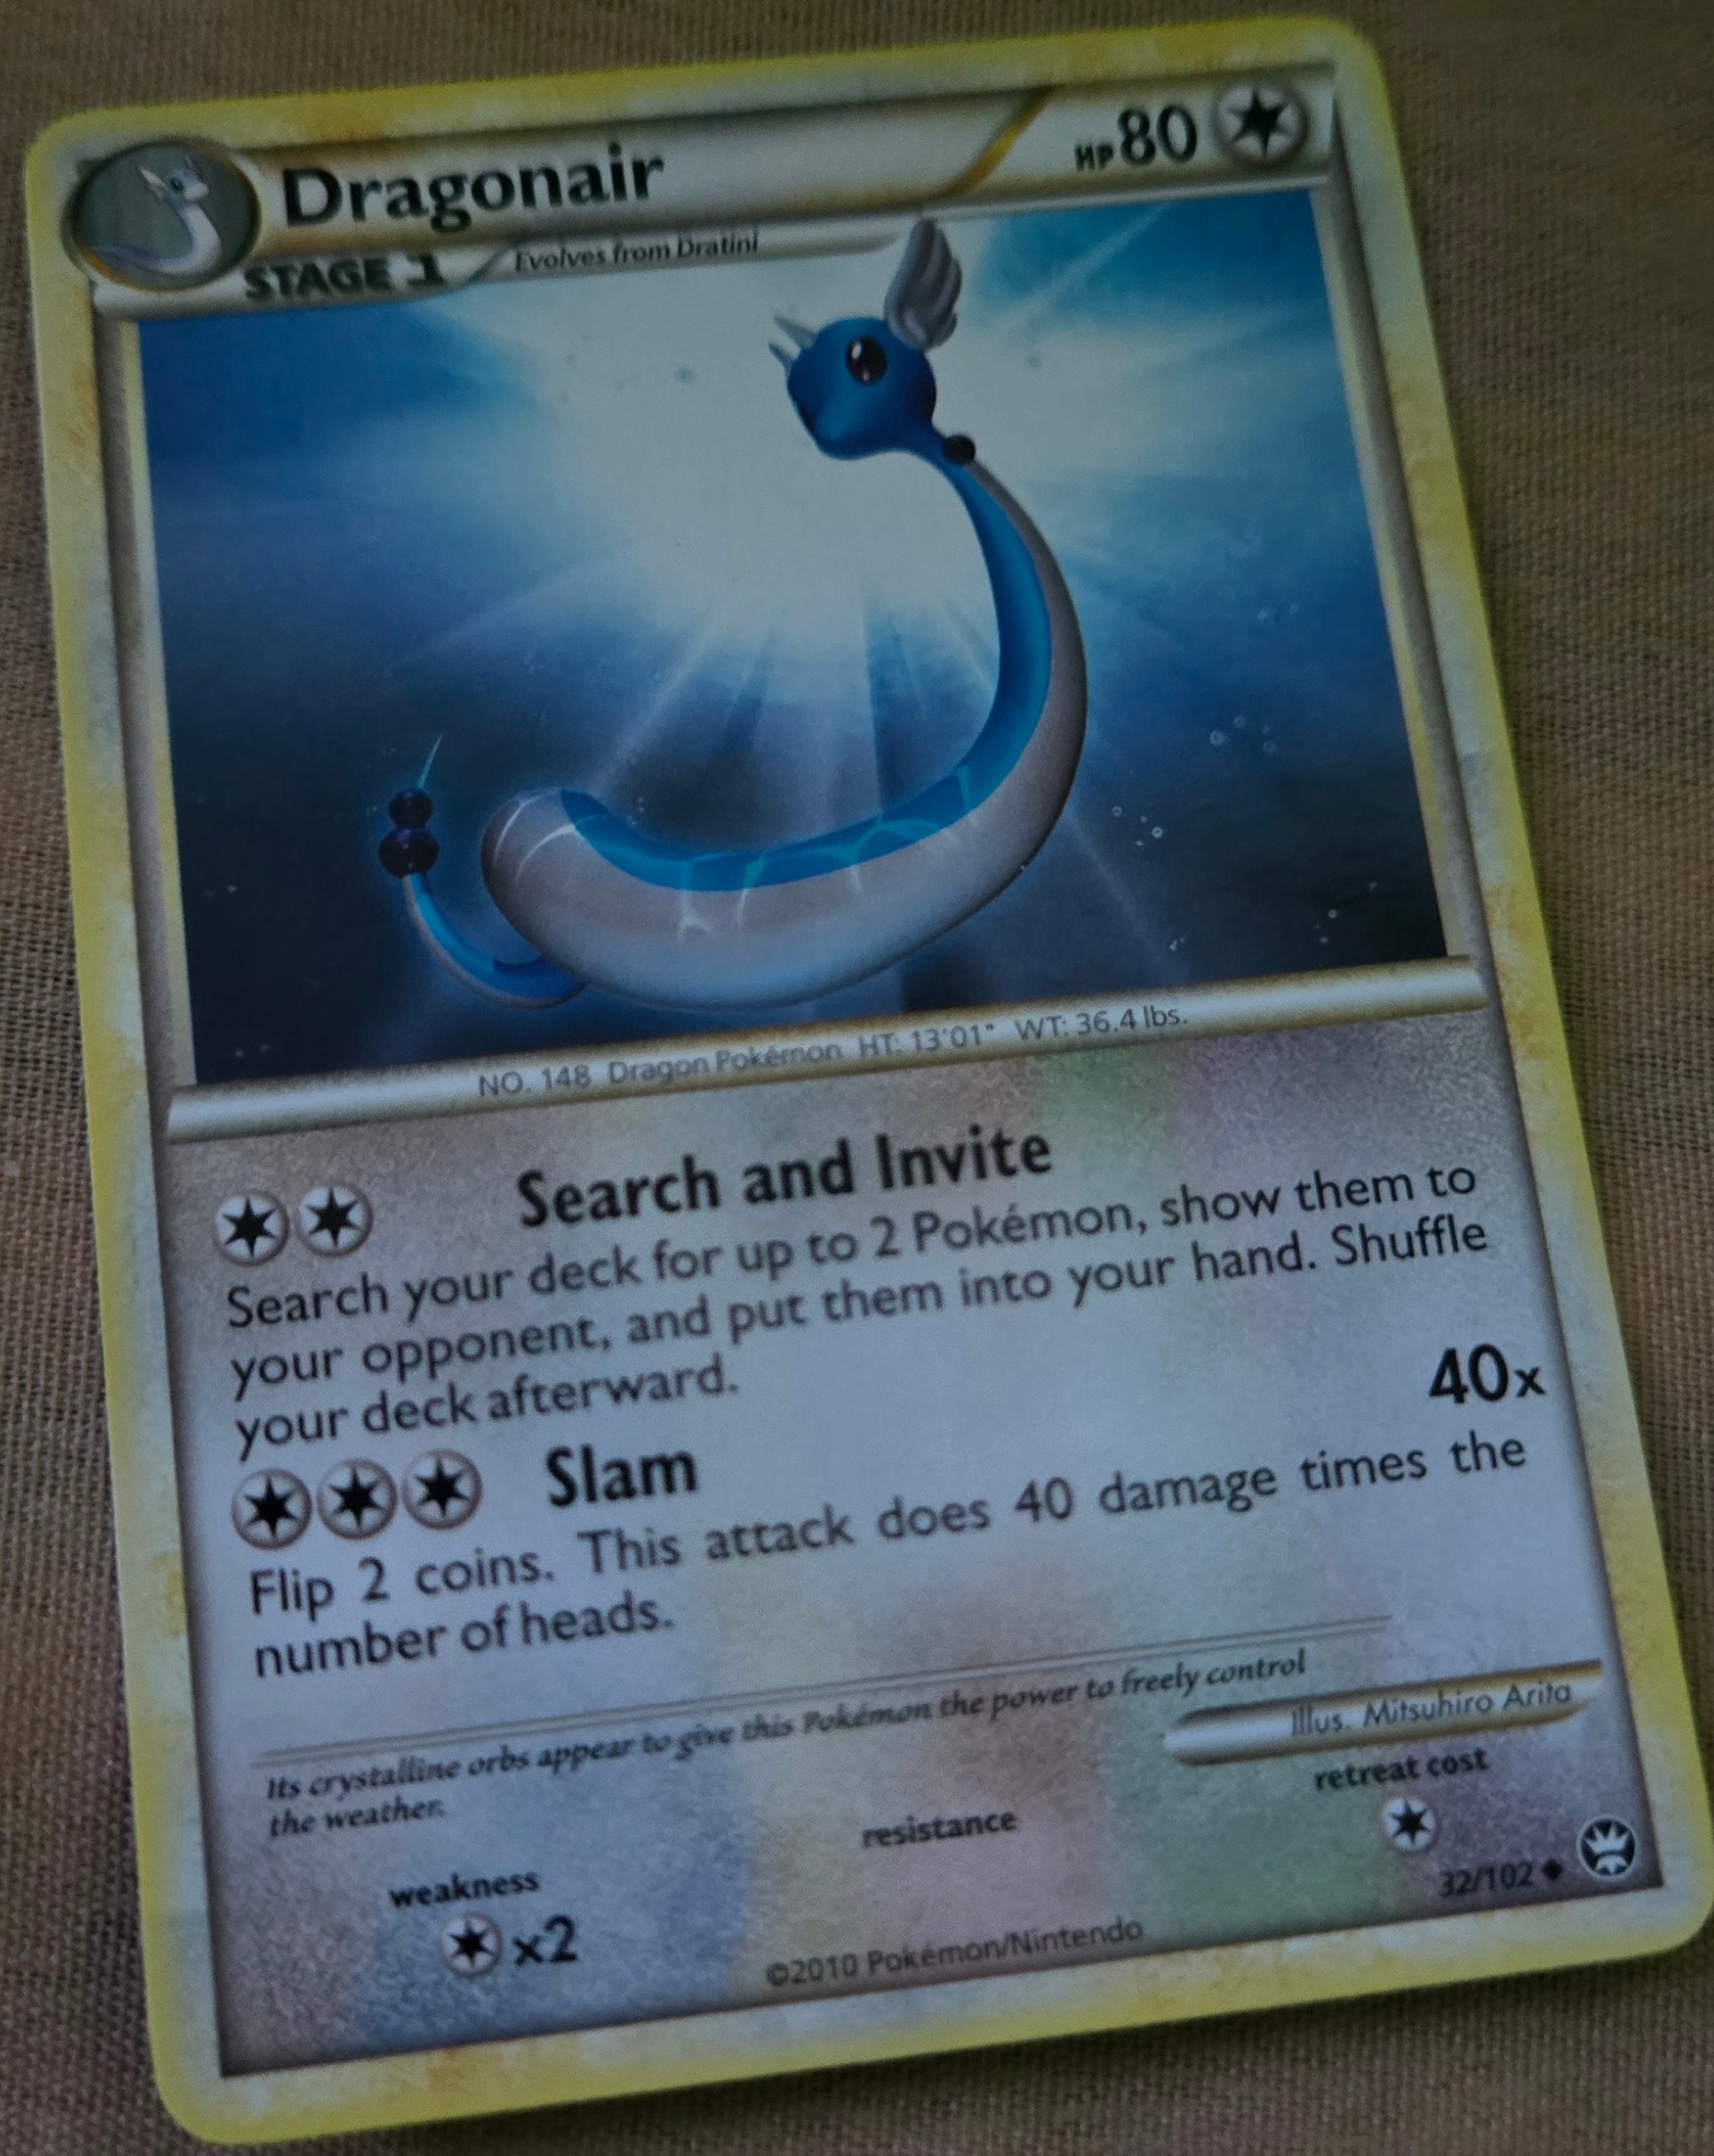 Dragonair
HP 80
STAGE 1
Evolves from Dratini
NO. 148 Dragon Pokémon HT: 13'01" WT: 36.4 lbs.
Search and Invite
Search your deck for up to 2 Pokémon, show them to
your opponent, and put them into your hand. Shuffle
your deck afterward.
Slam 40x
Flip 2 coins. This attack does 40 damage times the
number of heads.
Its crystalline orbs appear to give this Pokémon the power to freely control
the weather.
Illus. Mitsuhiro Arita
weakness
x2
resistance
retreat cost
32/102
©2010 Pokémon/Nintendo